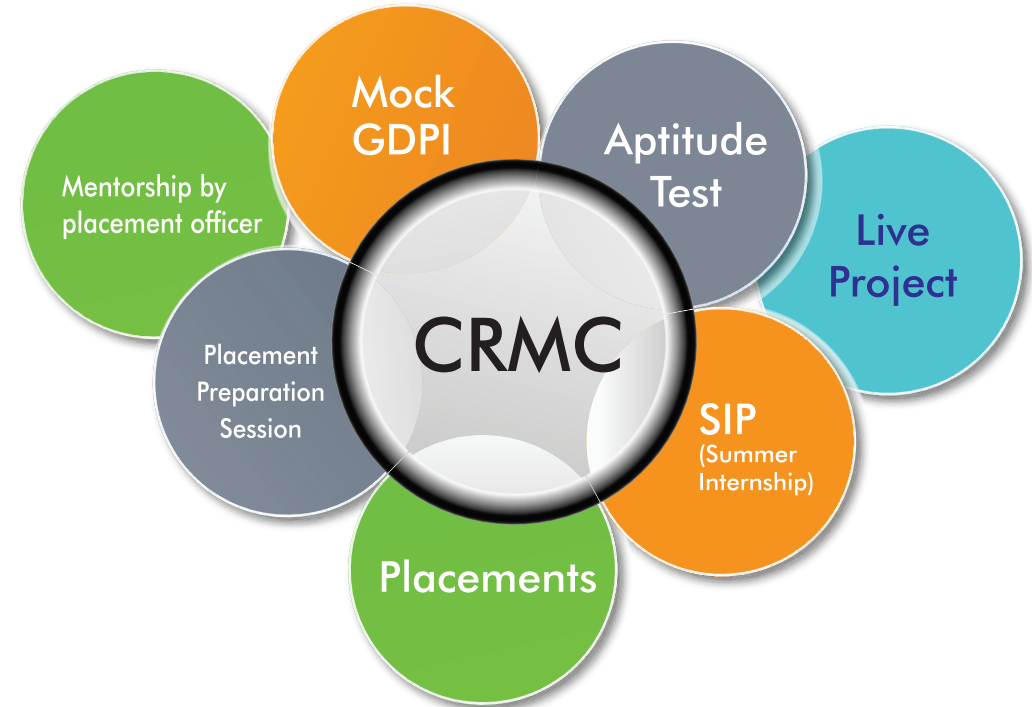 Mock
GDPI
Aptitude
Test
Mentorship by
placement officer
Live
Project
CRMC
Placement
Preparation
Session
SIP
(Summer
Internship)
Placements